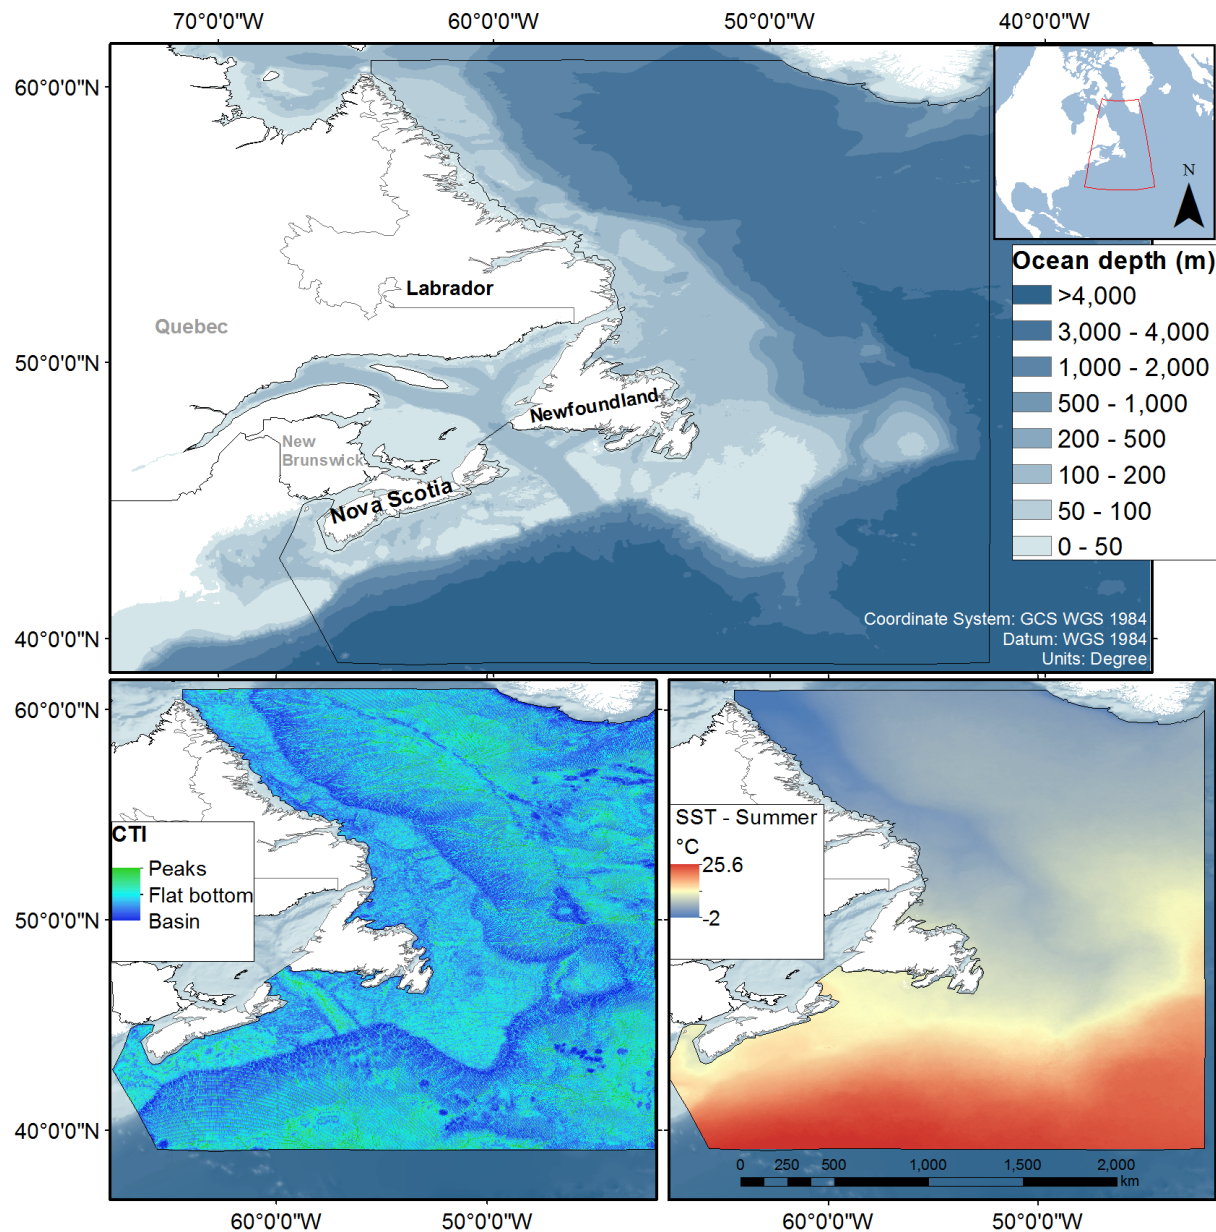 70°0'0"W
60°0'0"W
50°0'0"W
40°0'0"W
60°0'0"N
50°0'0"N
40°0'0"N
Labrador
Quebec
Newfoundland
New
Brunswick
Nova Scotia
N
Ocean depth (m)
>4,000
3,000 - 4,000
1,000 - 2,000
500 - 1,000
200 - 500
100 - 200
50 - 100
0 - 50
Coordinate System: GCS WGS 1984
Datum: WGS 1984
Units: Degree
60°0'0"N
50°0'0"N
40°0'0"N
CTI
Peaks
Flat bottom
Basin
60°0'0"W
50°0'0"W
SST - Summer
°C
25.6
-2
0
250
500
1,000
1,500
2,000
km
60°0'0"W
50°0'0"W